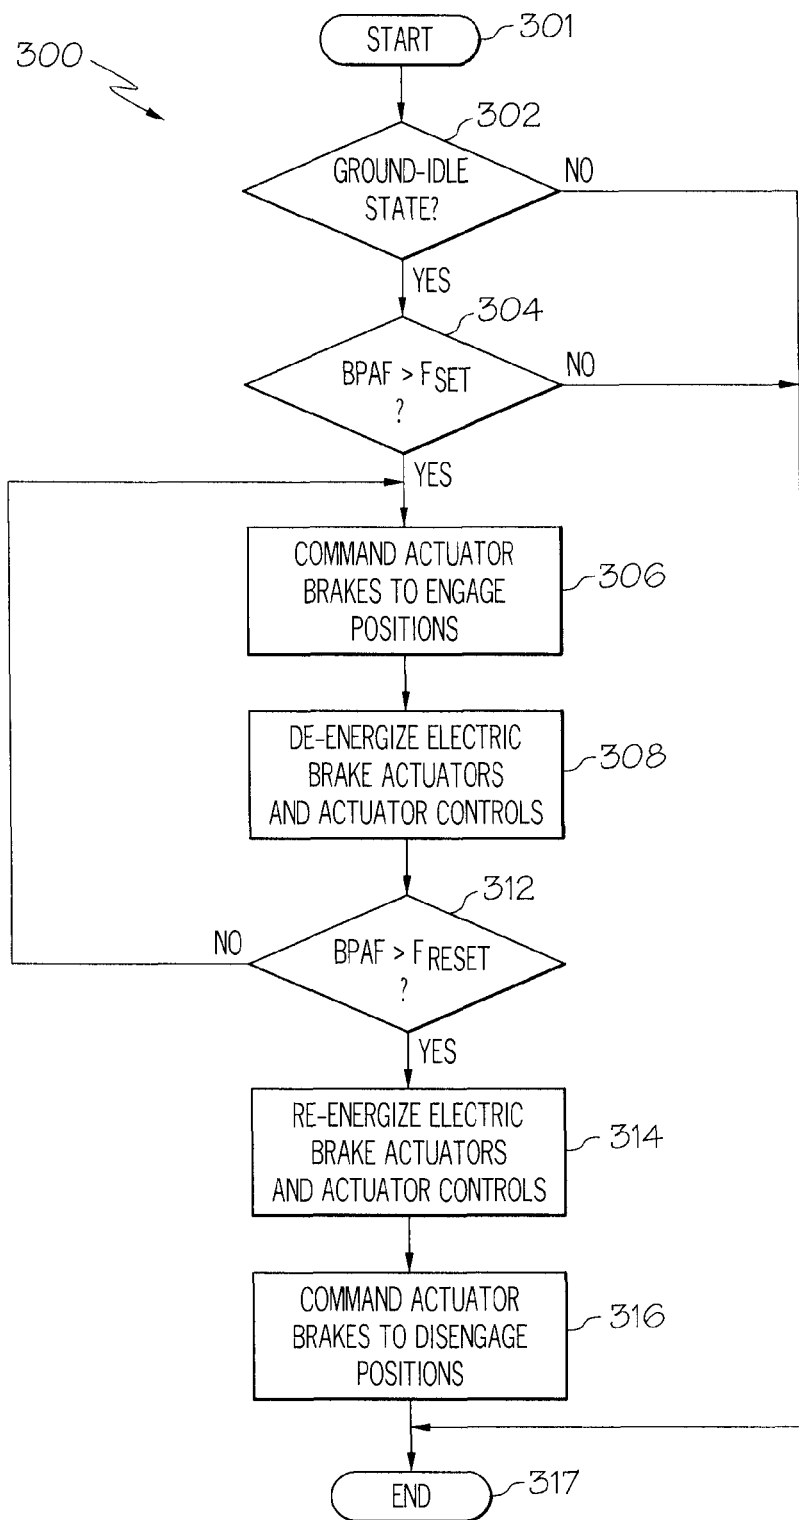 START
301
300
302
GROUND-IDLE
STATE?
NO
YES
304
BPAF > FSET
?
NO
YES
COMMAND ACTUATOR
BRAKES TO ENGAGE
POSITIONS
306
DE-ENERGIZE ELECTRIC
BRAKE ACTUATORS
AND ACTUATOR CONTROLS
308
312
NO
BPAF > FRESET
?
YES
RE-ENERGIZE ELECTRIC
BRAKE ACTUATORS
AND ACTUATOR CONTROLS
314
COMMAND ACTUATOR
BRAKES TO DISENGAGE
POSITIONS
316
END
317